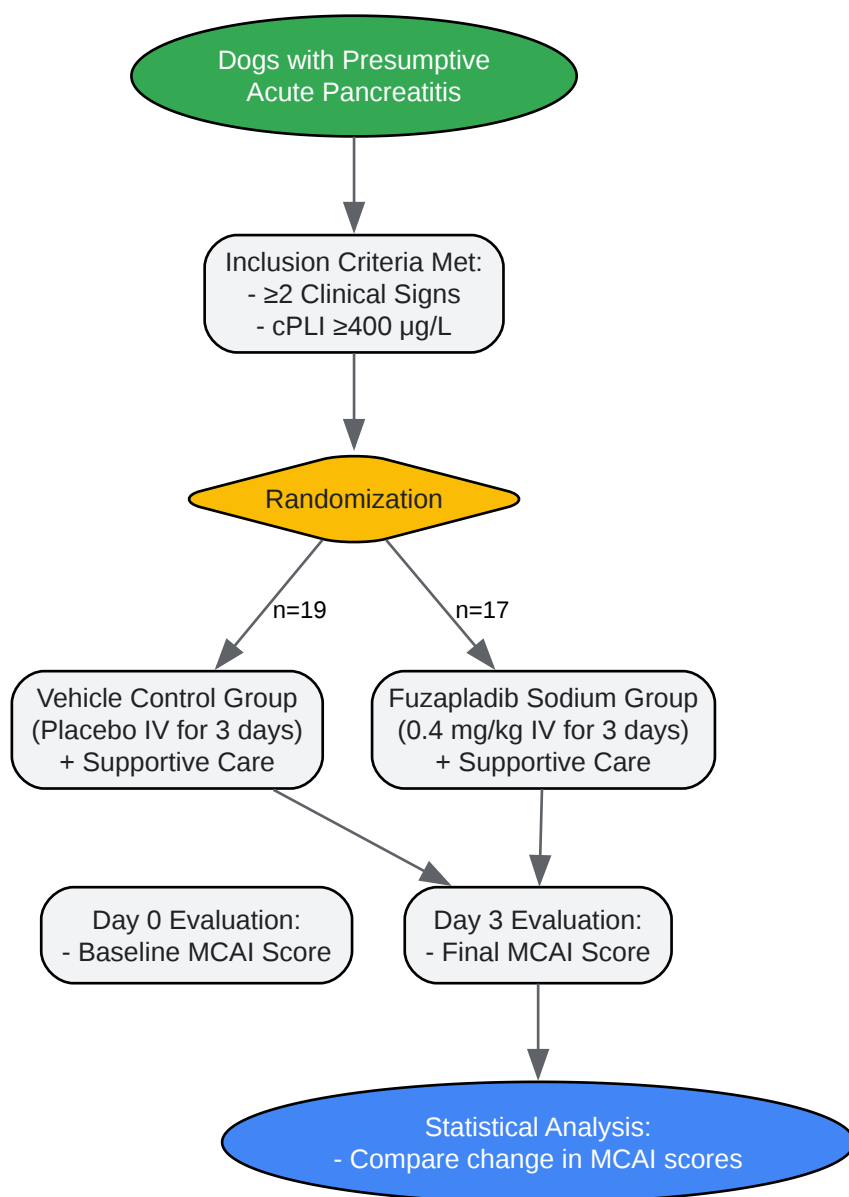 Dogs with Presumptive
Acute Pancreatitis
Inclusion Criteria Met:
- ≥2 Clinical Signs
- cPLI ≥400 μg/L
Randomization
n=19
n=17
Vehicle Control Group
(Placebo IV for 3 days)
+ Supportive Care
Fuzapladib Sodium Group
(0.4 mg/kg IV for 3 days)
+ Supportive Care
Day 0 Evaluation:
- Baseline MCAI Score
Day 3 Evaluation:
- Final MCAI Score
Statistical Analysis:
- Compare change in MCAI scores